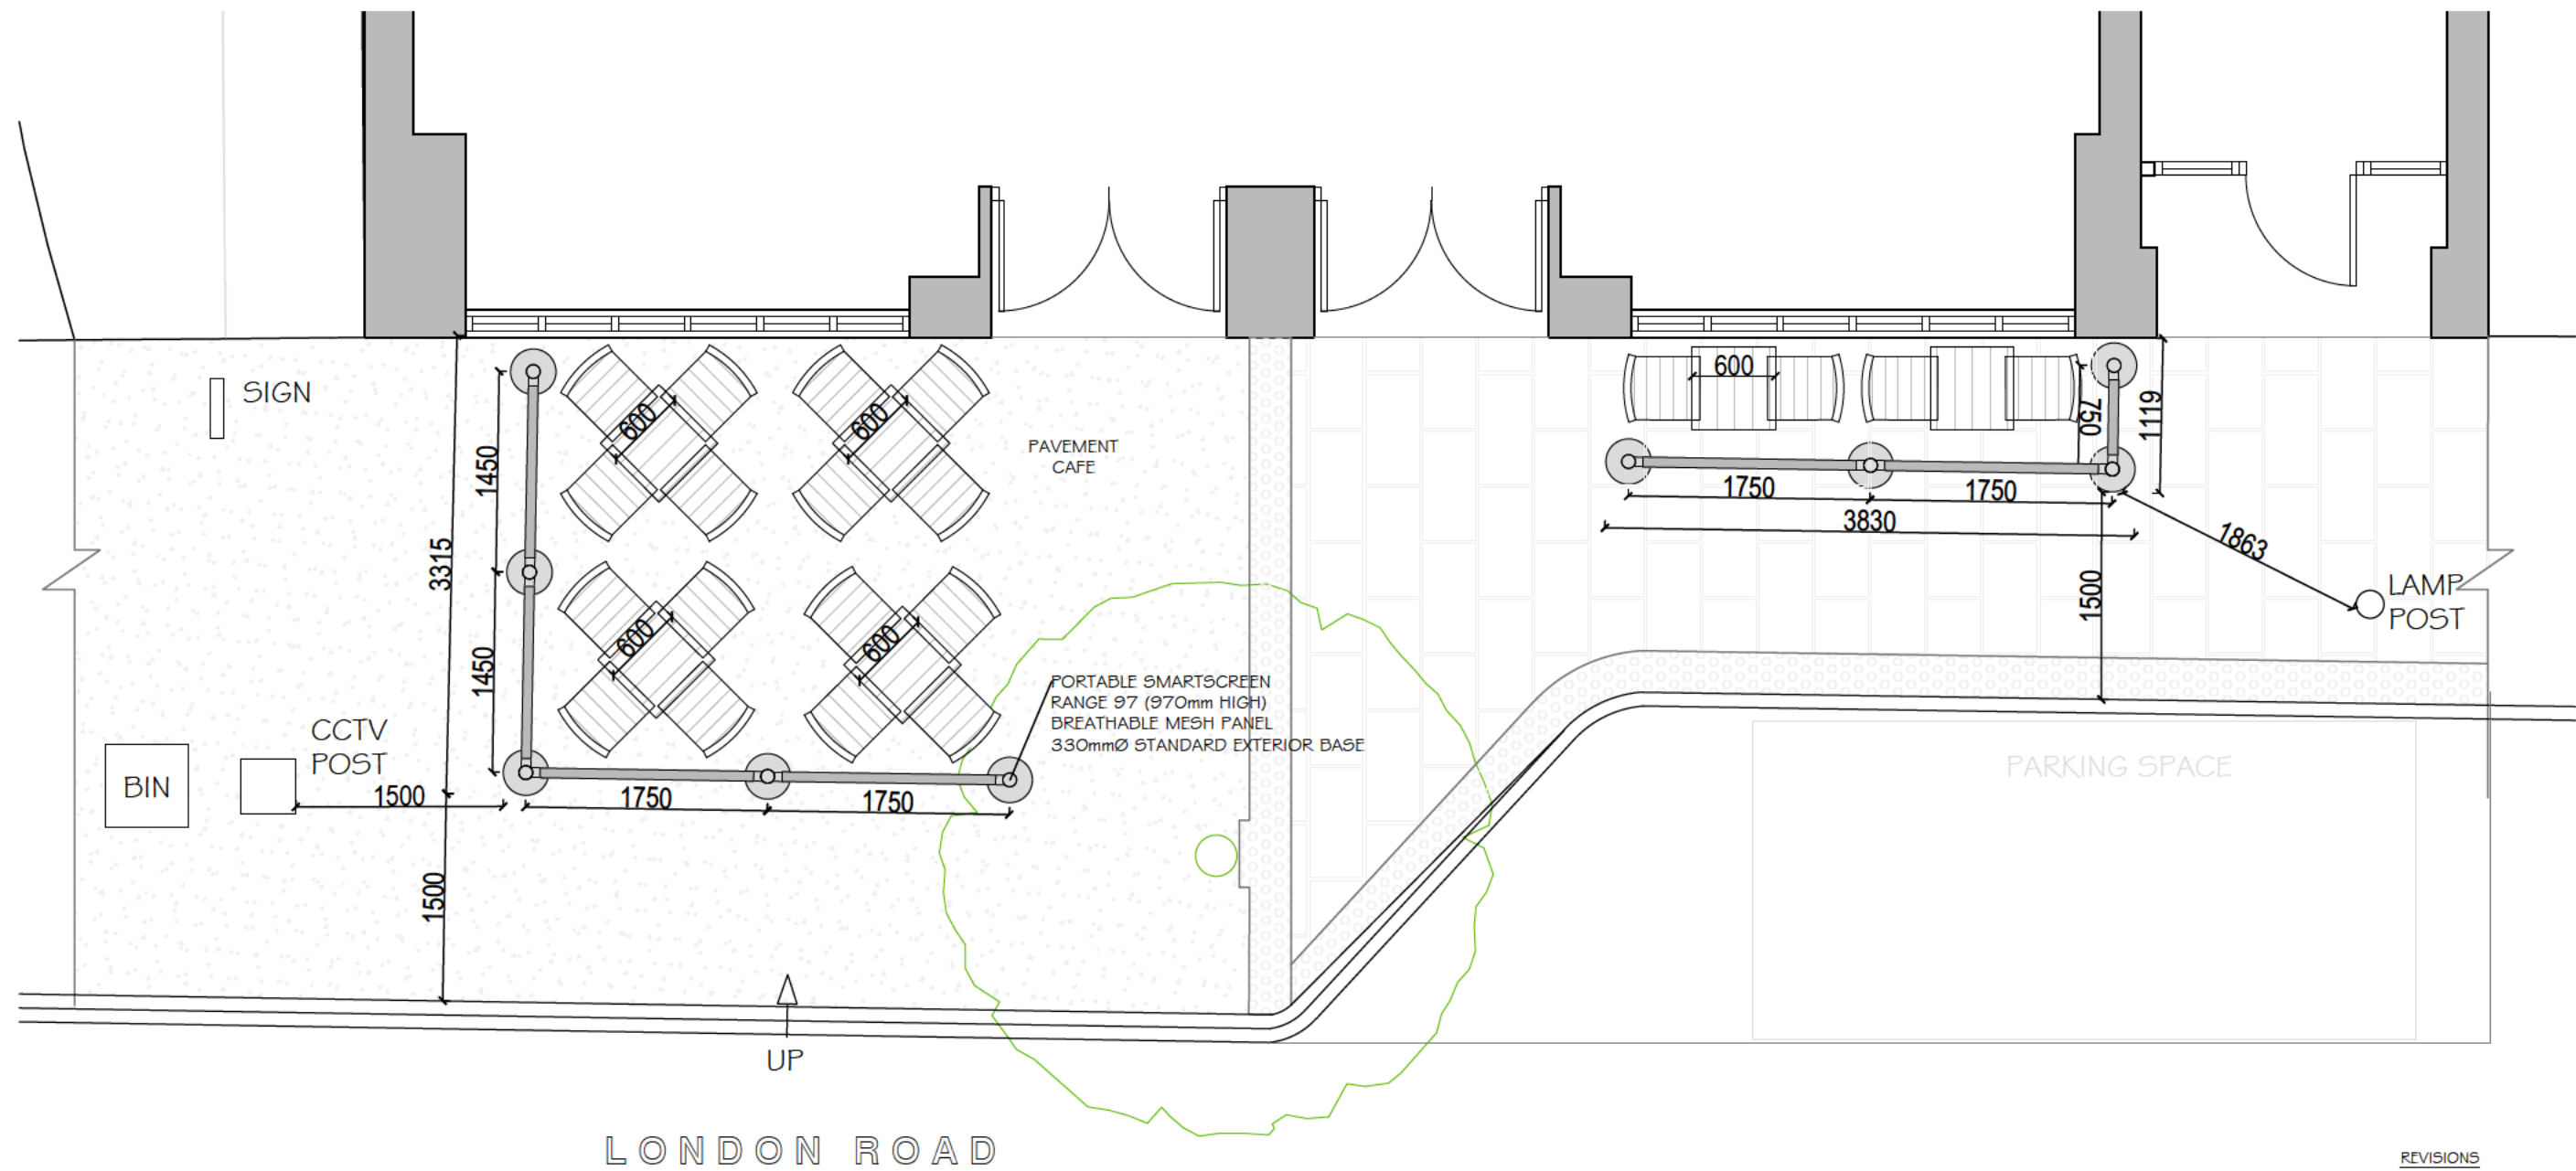 SIGN
600
600
PAVEMENT
CAFE
600
750
1119
1450
1750
1750
3830
3315
1863
1500
LAMP
POST
600
600
1450
PORTABLE SMARTSCREEN
RANGE 97 (970mm HIGH)
BREATHABLE MESH PANEL
330mmØ STANDARD EXTERIOR BASE
CCTV
POST
BIN
1500
1750
1750
PARKING SPACE
1500
UP
LONDON ROAD
REVISIONS